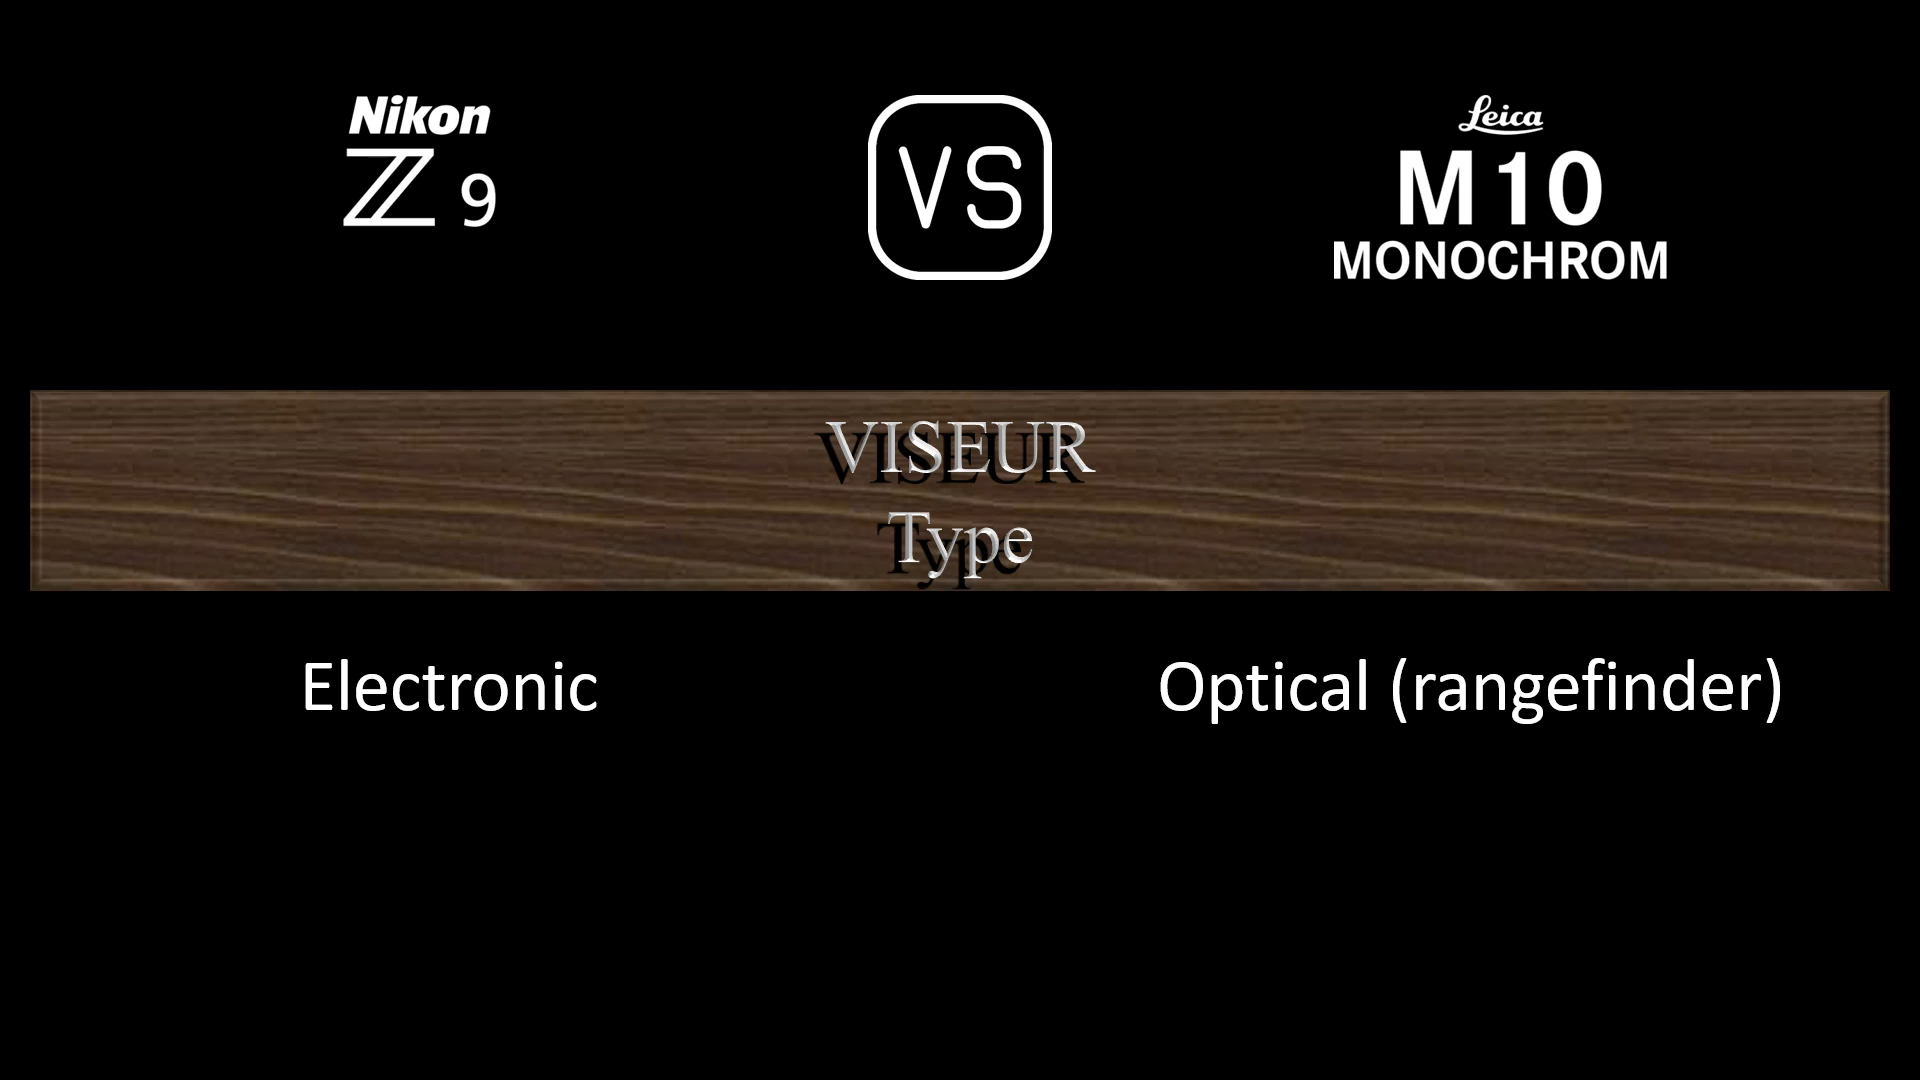 Nikon
Z 9
VS
Leica
M10
MONOCHROM
VISEUR
Type
Electronic
Optical (rangefinder)